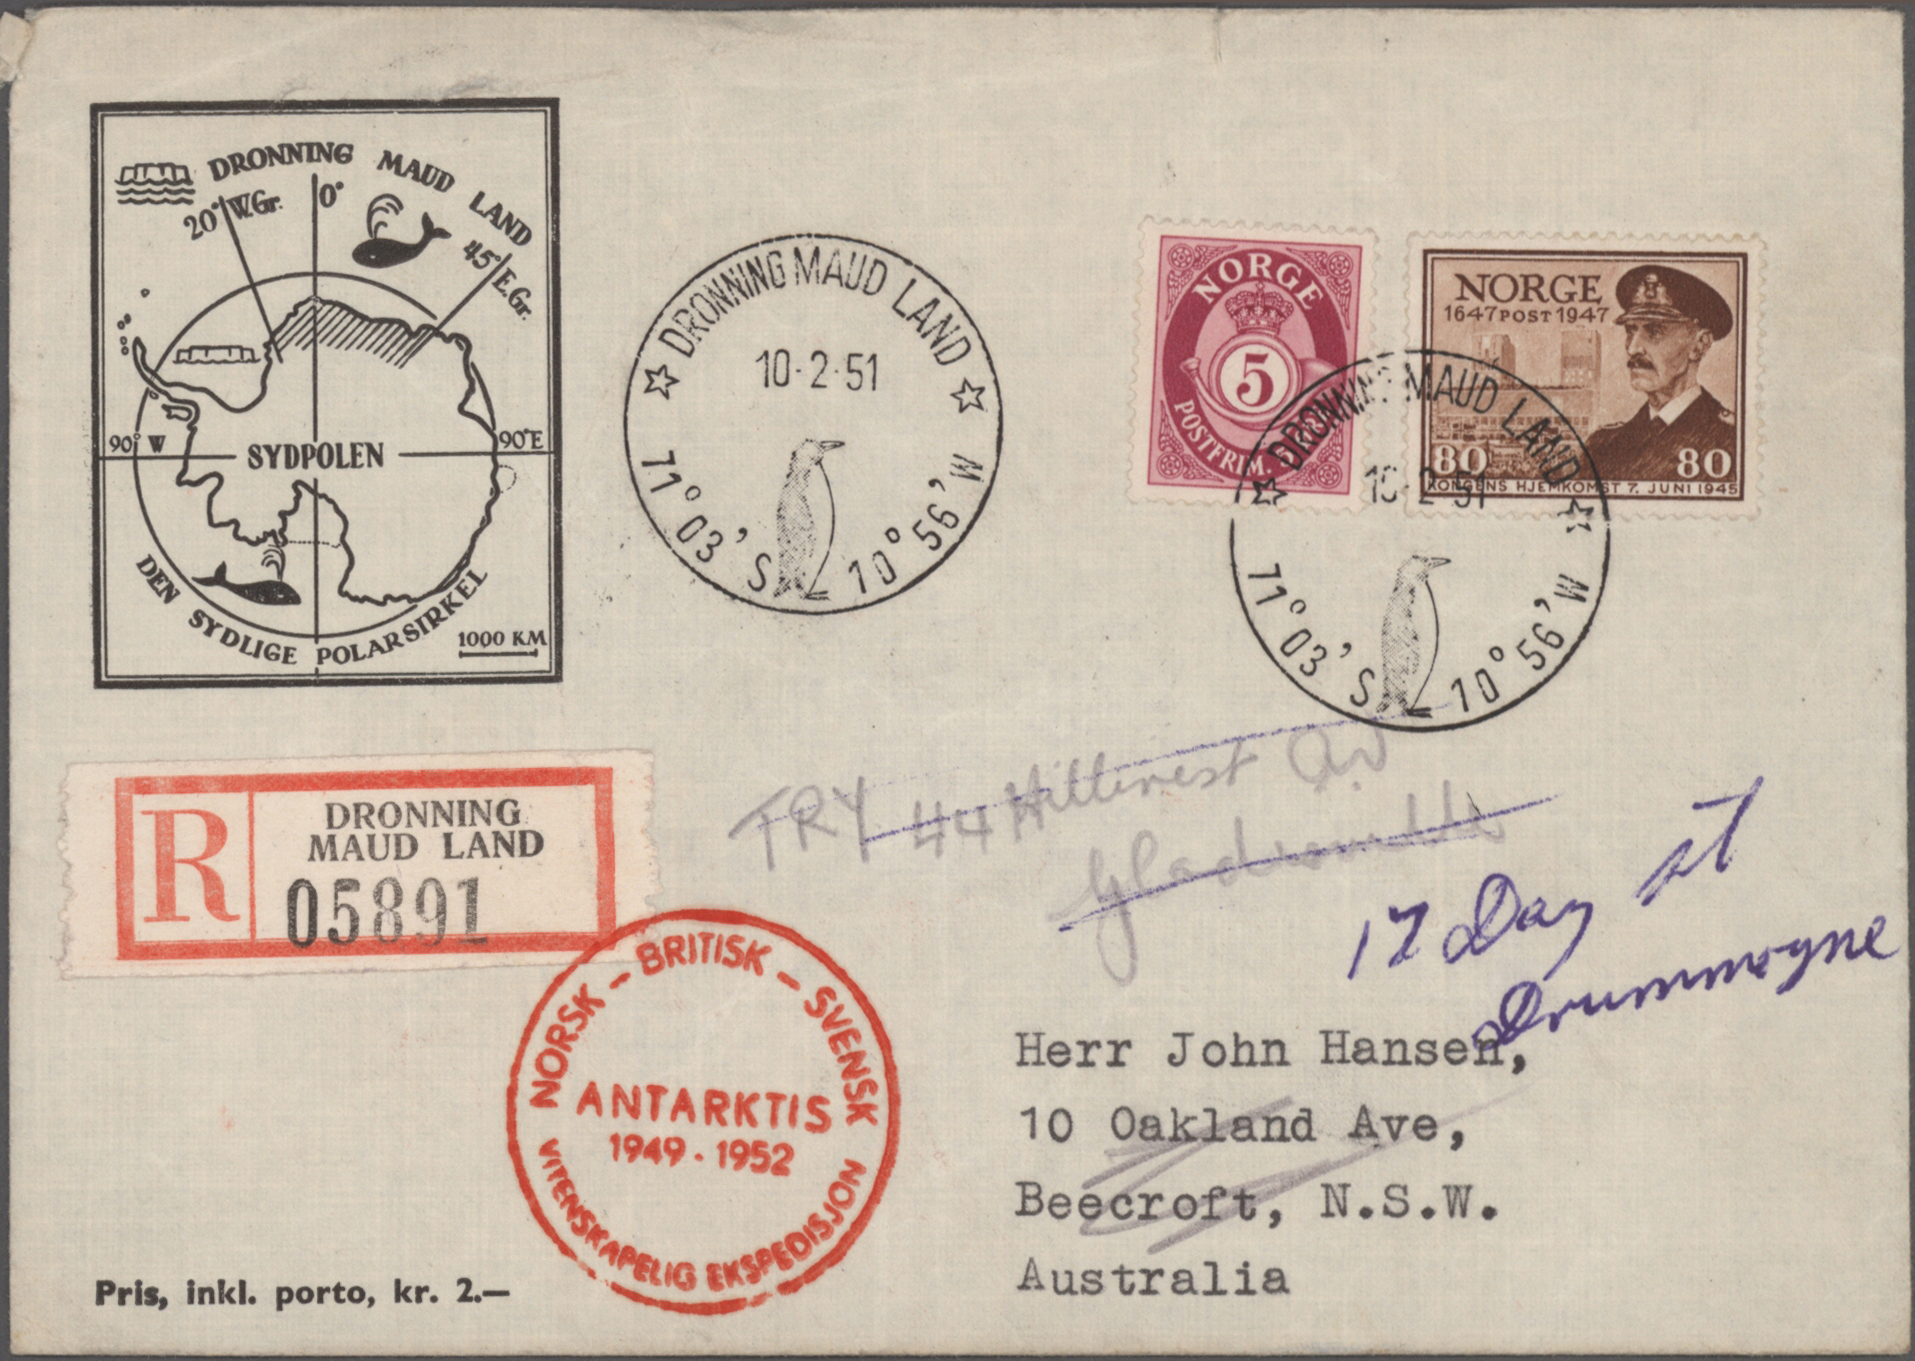 DRONNING MAUD LAND
20° W.Gr.
0°
45° E.Gr.
90° W
SYDPOLEN
90°E
DEN SYDLIGE POLARSIRKEL
1000 KM
DRONNING MAUD LAND
10·2·51
71° 03' S 10° 56' W
NORGE
5
POSTFRIM.
NORGE
1647 POST 1947
80 80
KONGENS HJEMKOMST 7. JUNI 1945
DRONNING MAUD LAND
10·2·51
71° 03' S 10° 56' W
R
DRONNING
MAUD LAND
05891
TRY 44 Hillcrest
17 Day St
Drummoyne
NORSK - BRITISK - SVENSK
ANTARKTIS
1949 - 1952
VITENSKAPELIG EKSPEDISJON
Herr John Hansen,
10 Oakland Ave,
Beecroft, N.S.W.
Australia
Pris, inkl. porto, kr. 2.—